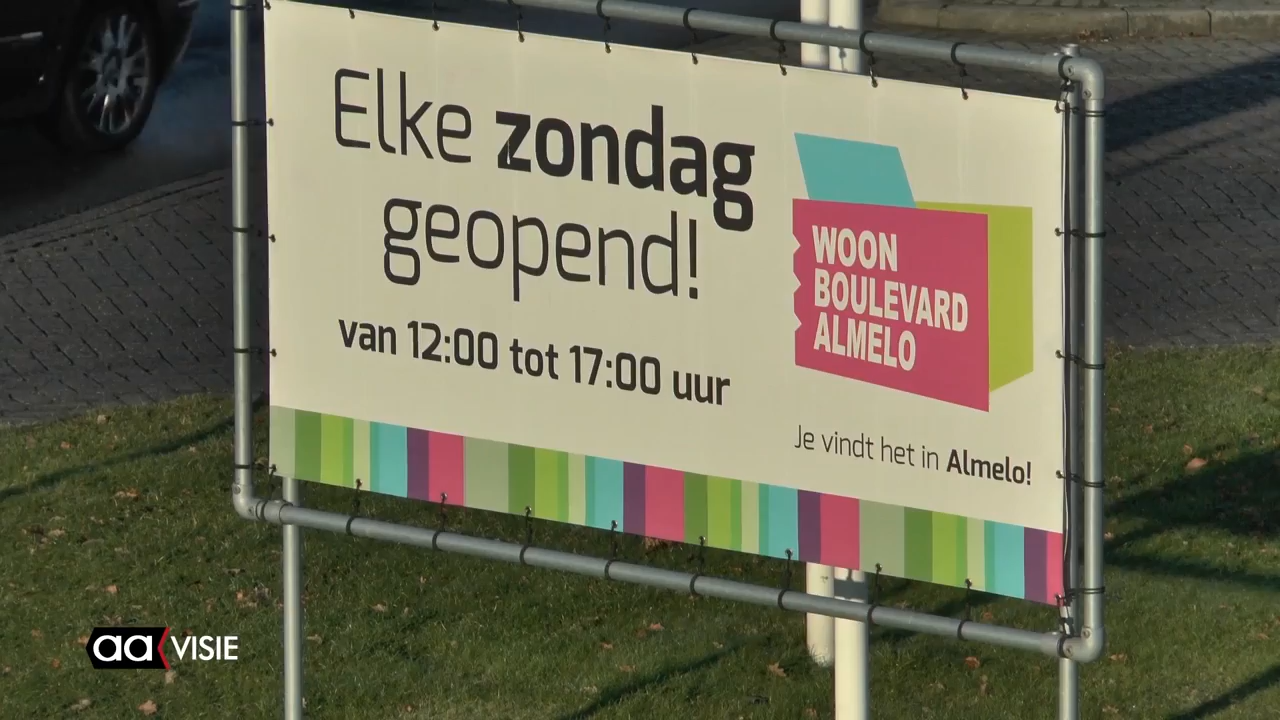 Elke zondag
geopend!
van 12:00 tot 17:00 uur
WOON
BOULEVARD
ALMELO
Je vindt het in Almelo!
aa VISIE